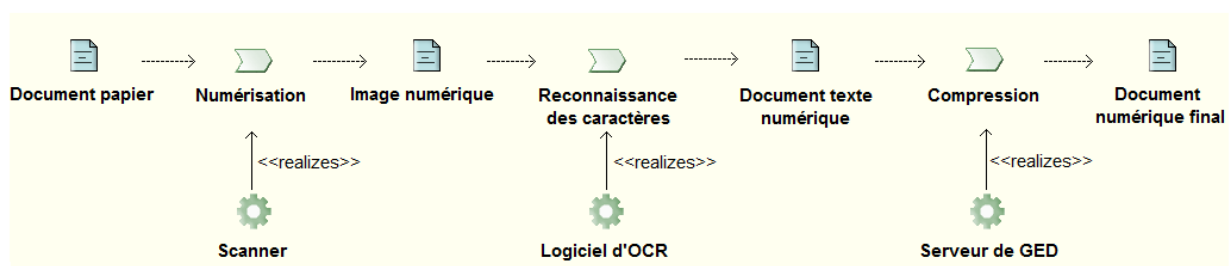 Document papier
Numérisation
Image numérique
Reconnaissance
des caractères
Document texte
numérique
Compression
Document
numérique final
<<realizes>>
<<realizes>>
<<realizes>>
Scanner
Logiciel d'OCR
Serveur de GED